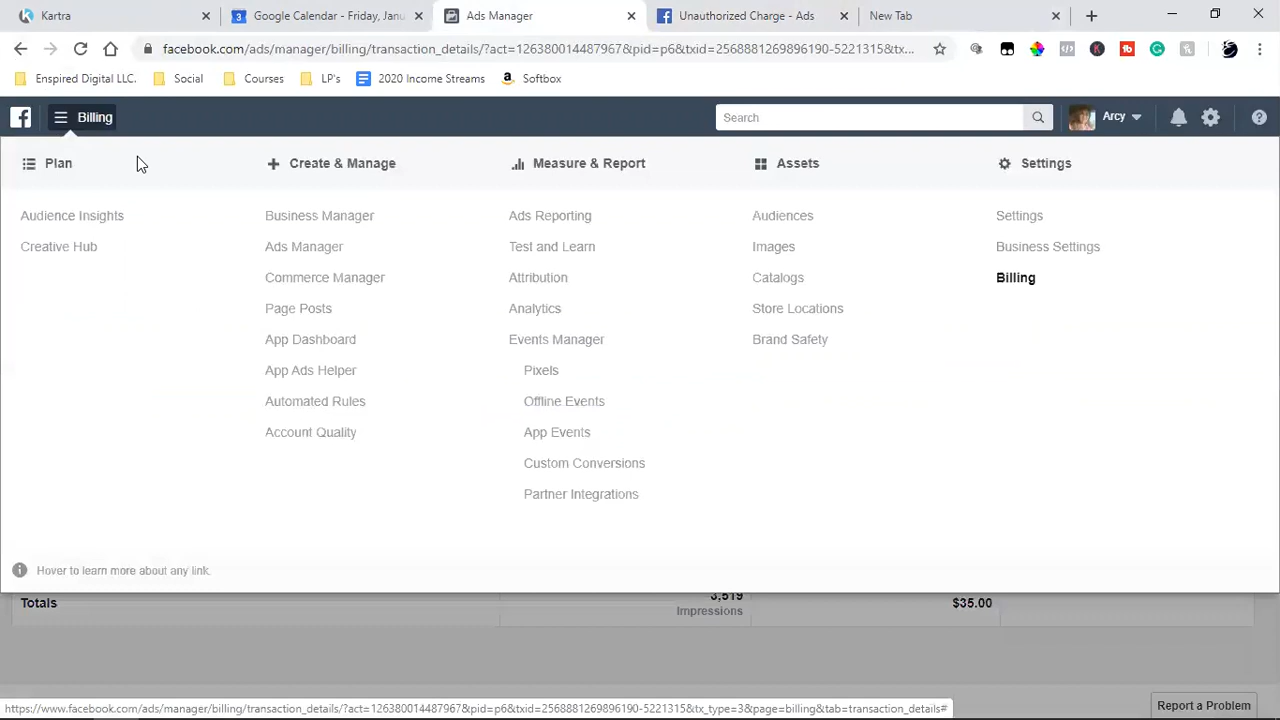 Kartra
Google Calendar - Friday, Janu
Ads Manager
Unauthorized Charge - Ads
New Tab
facebook.com/ads/manager/billing/transaction_details/?act=126380014487967&pid=p6&txid=2568881269896190-5221315&tx...
Enspired Digital LLC.
Social
Courses
LP's
2020 Income Streams
Softbox
Billing
Search
Arcy
Plan
Create & Manage
Measure & Report
Assets
Settings
Audience Insights
Business Manager
Ads Reporting
Audiences
Settings
Creative Hub
Ads Manager
Test and Learn
Images
Business Settings
Commerce Manager
Attribution
Catalogs
Billing
Page Posts
Analytics
Store Locations
App Dashboard
Events Manager
Brand Safety
App Ads Helper
Pixels
Automated Rules
Offline Events
Account Quality
App Events
Custom Conversions
Partner Integrations
Hover to learn more about any link.
Totals
3,519
$35.00
Impressions
Report a Problem
https://www.facebook.com/ads/manager/billing/transaction_details/?act=126380014487967&pid=p6&txid=2568881269896190-5221315&tx_type=3&page=billing&tab=transaction_details#